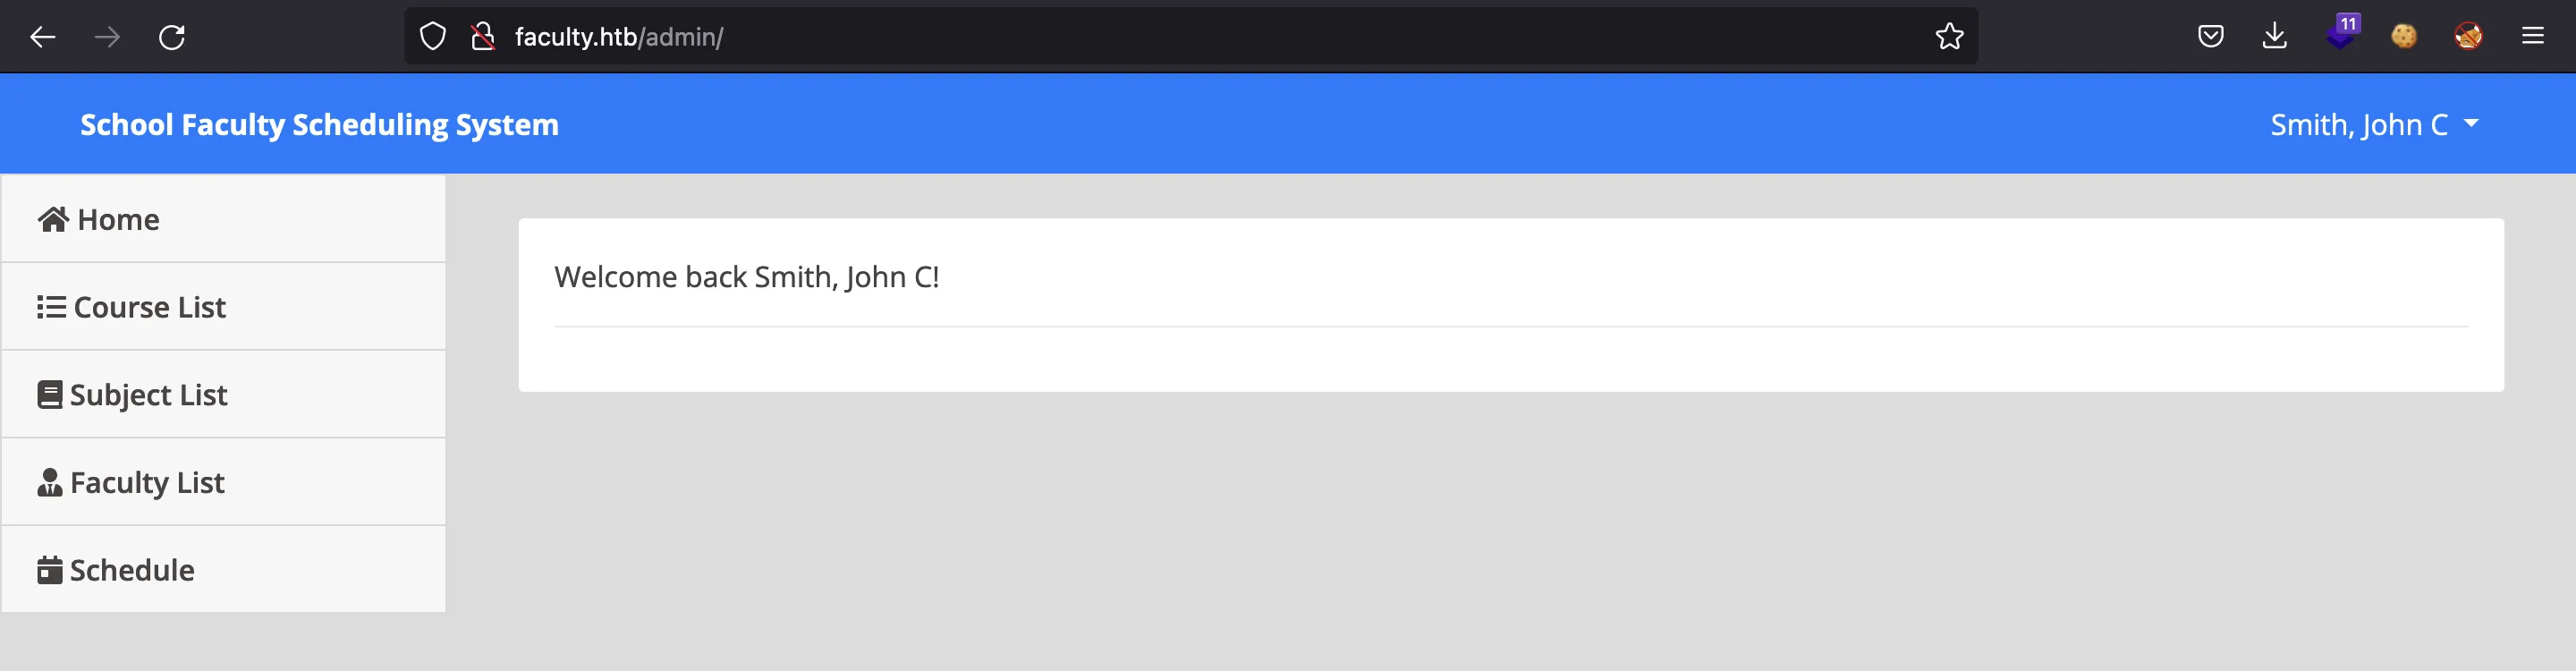 faculty.htb/admin/
11
School Faculty Scheduling System
Smith, John C
Home
Welcome back Smith, John C!
Course List
Subject List
Faculty List
Schedule